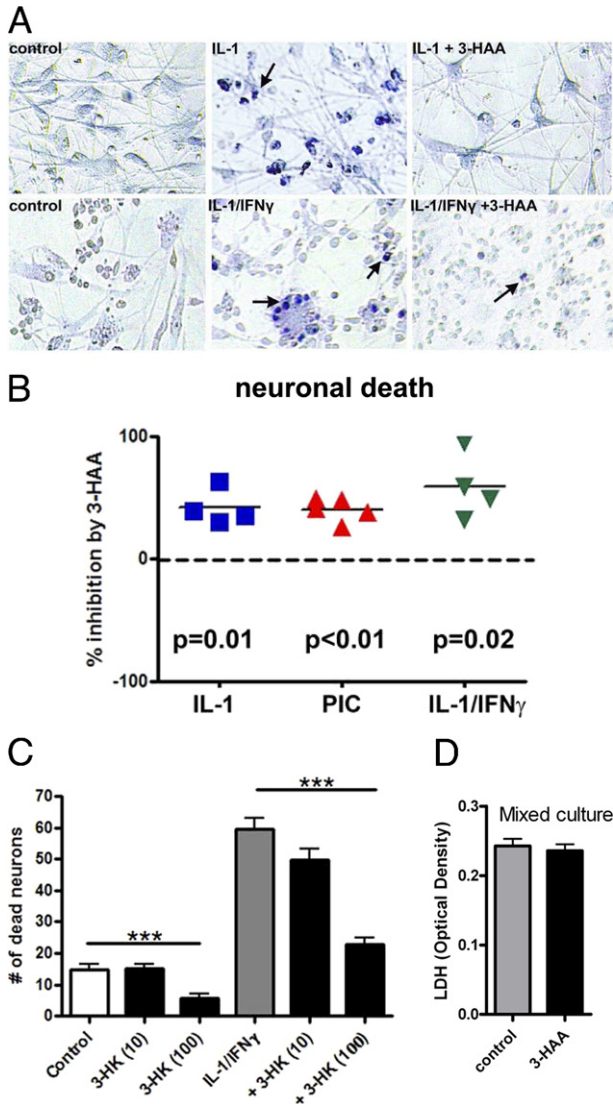 A
control
IL-1
IL-1 + 3-HAA
control
IL-1/IFNγ
IL-1/IFNγ +3-HAA
B
neuronal death
% inhibition by 3-HAA
100
0
-100
p=0.01
p<0.01
p=0.02
IL-1
PIC
IL-1/IFNγ
C
# of dead neurons
70
60
50
40
30
20
10
0
***
***
Control
3-HK (10)
3-HK (100)
IL-1/IFNγ
+ 3-HK (10)
+ 3-HK (100)
D
Mixed culture
LDH (Optical Density)
0.3
0.2
0.1
0.0
control
3-HAA